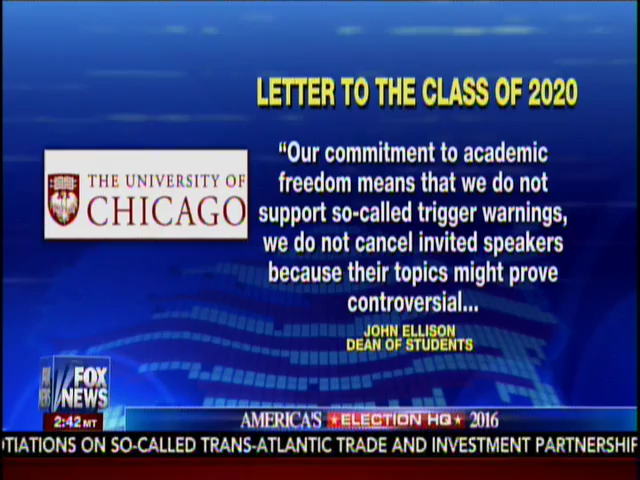 LETTER TO THE CLASS OF 2020
THE UNIVERSITY OF
CHICAGO
“Our commitment to academic
freedom means that we do not
support so-called trigger warnings,
we do not cancel invited speakers
because their topics might prove
controversial...
JOHN ELLISON
DEAN OF STUDENTS
FOX
NEWS
2:42 MT
AMERICA'S ELECTION HQ 2016
TIATIONS ON SO-CALLED TRANS-ATLANTIC TRADE AND INVESTMENT PARTNERSHIP